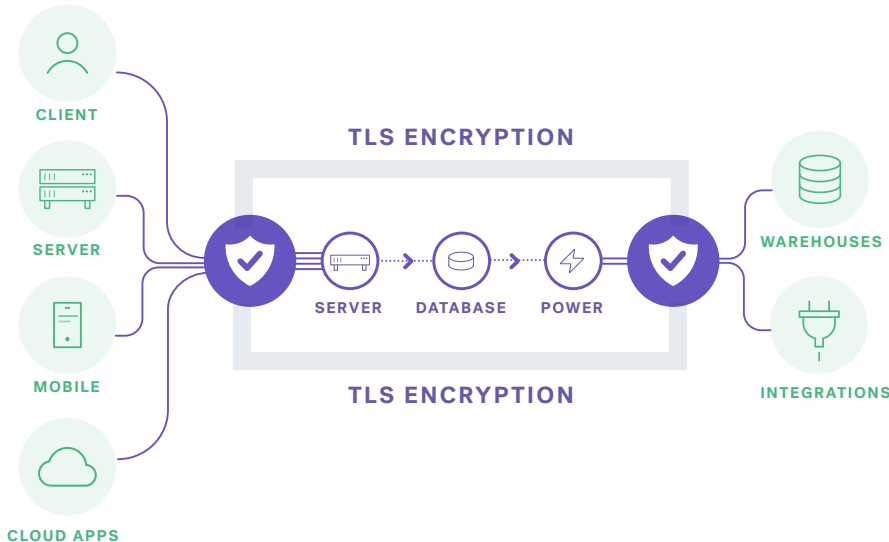 CLIENT
SERVER
MOBILE
CLOUD APPS
TLS ENCRYPTION
SERVER
DATABASE
POWER
TLS ENCRYPTION
WAREHOUSES
INTEGRATIONS